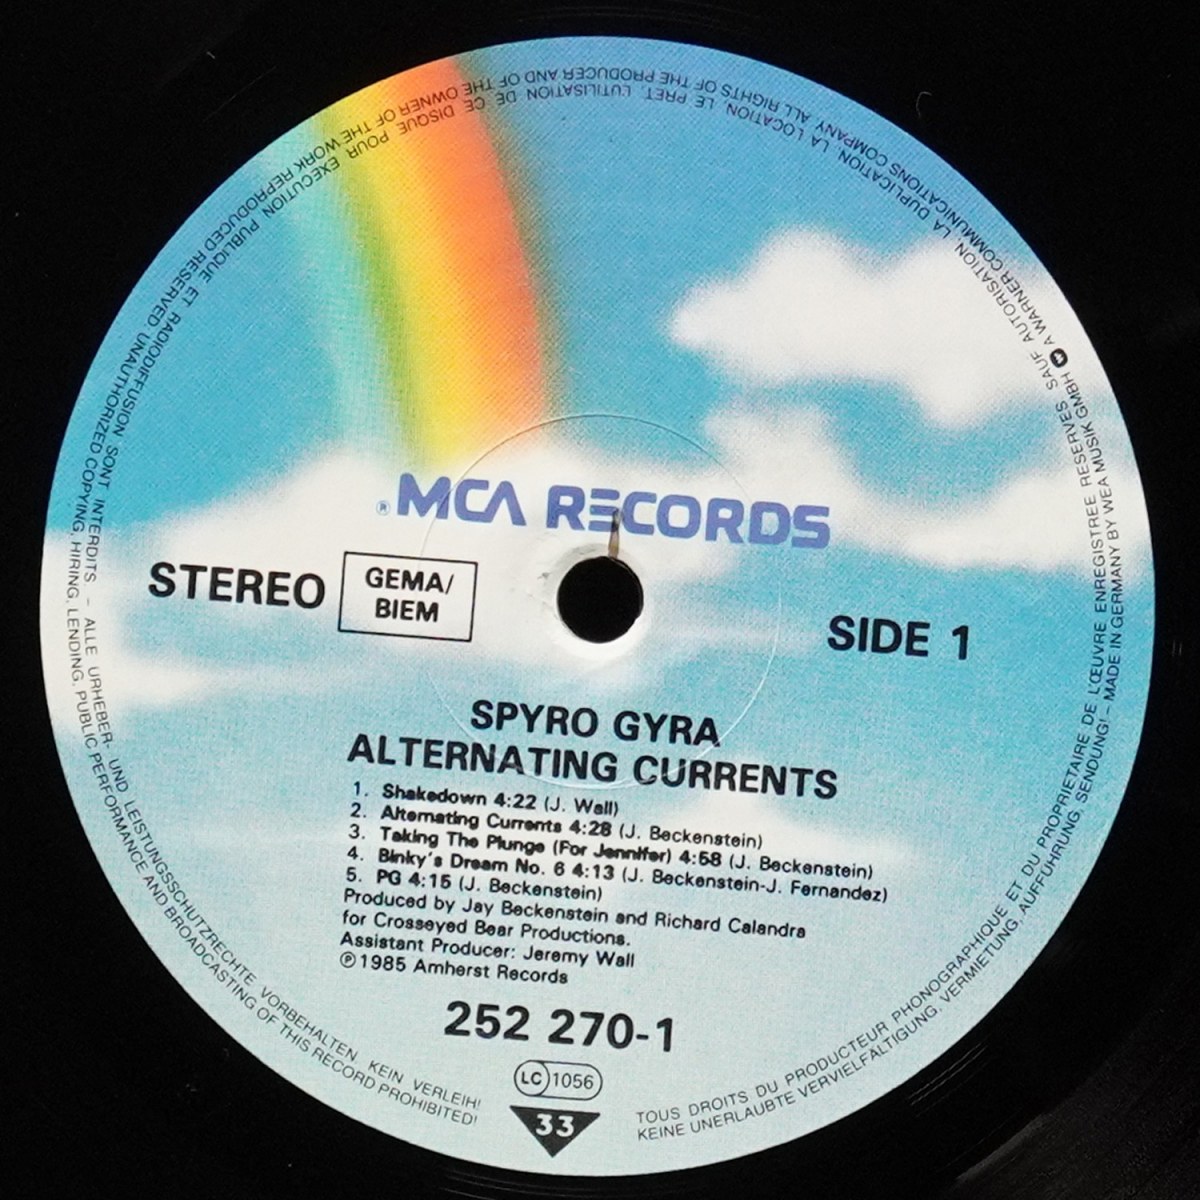 ® MCA RECORDS
STEREO
GEMA/
BIEM
SIDE 1
SPYRO GYRA
ALTERNATING CURRENTS
1. Shakedown 4:22 (J. Wall)
2. Alternating Currents 4:28 (J. Beckenstein)
3. Taking The Plunge (For Jennifer) 4:58 (J. Beckenstein)
4. Binky's Dream No. 6 4:13 (J. Beckenstein-J. Fernandez)
5. PG 4:15 (J. Beckenstein)
Produced by Jay Beckenstein and Richard Calandra
for Crosseyed Bear Productions.
Assistant Producer: Jeremy Wall
℗1985 Amherst Records
252 270-1
LC 1056
33
TOUS DROITS DU PRODUCTEUR PHONOGRAPHIQUE ET DU PROPRIETAIRE DE L'ŒUVRE ENREGISTREE RESERVES. SAUF AUTORISATION, LA DUPLICATION, LA LOCATION, LE PRET, L'UTILISATION DE CE DISQUE POUR EXECUTION PUBLIQUE ET RADIODIFFUSION SONT INTERDITS. – ALLE URHEBER- UND LEISTUNGSSCHUTZRECHTE VORBEHALTEN. KEIN VERLEIH!
KEINE UNERLAUBTE VERVIELFÄLTIGUNG, VERMIETUNG, AUFFÜHRUNG, SENDUNG! – MADE IN GERMANY BY WEA MUSIK GMBH A WARNER COMMUNICATIONS COMPANY ALL RIGHTS OF THE PRODUCER AND OF THE OWNER OF THE WORK REPRODUCED RESERVED. UNAUTHORIZED COPYING, HIRING, LENDING, PUBLIC PERFORMANCE AND BROADCASTING OF THIS RECORD PROHIBITED!